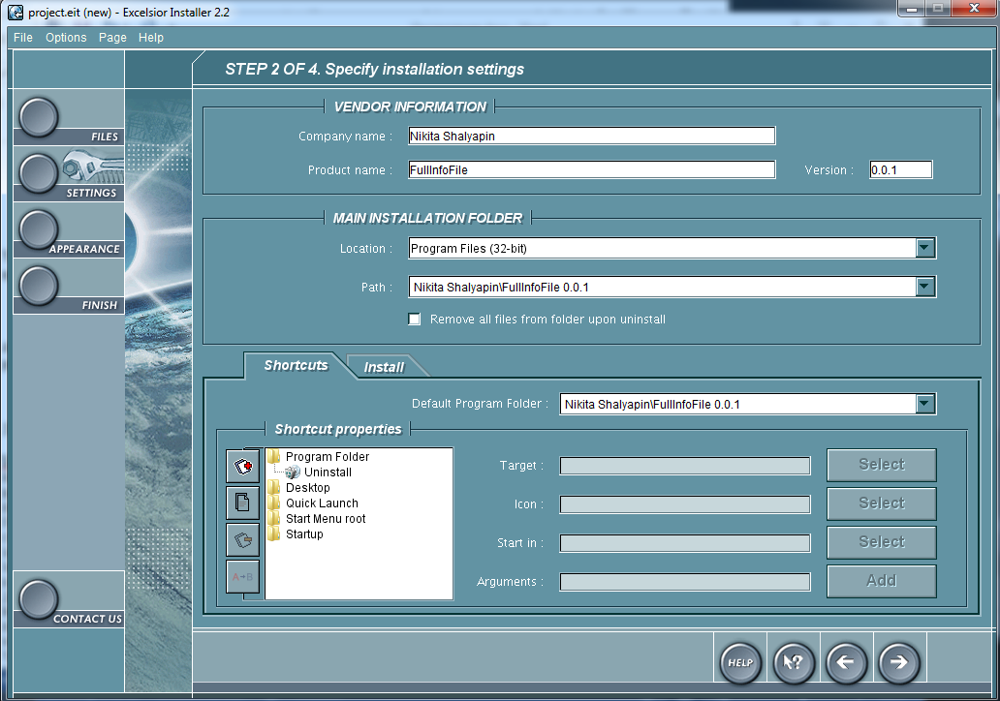 project.eit (new) - Excelsior Installer 2.2
File Options Page Help
STEP 2 OF 4. Specify installation settings
FILES
SETTINGS
APPEARANCE
FINISH
CONTACT US
VENDOR INFORMATION
Company name : Nikita Shalyapin
Product name : FullInfoFile Version : 0.0.1
MAIN INSTALLATION FOLDER
Location : Program Files (32-bit)
Path : Nikita Shalyapin\FullInfoFile 0.0.1
Remove all files from folder upon uninstall
Shortcuts Install
Default Program Folder : Nikita Shalyapin\FullInfoFile 0.0.1
Shortcut properties
Program Folder
Uninstall
Desktop
Quick Launch
Start Menu root
Startup
A→B
Target : Select
Icon : Select
Start in : Select
Arguments : Add
HELP ?